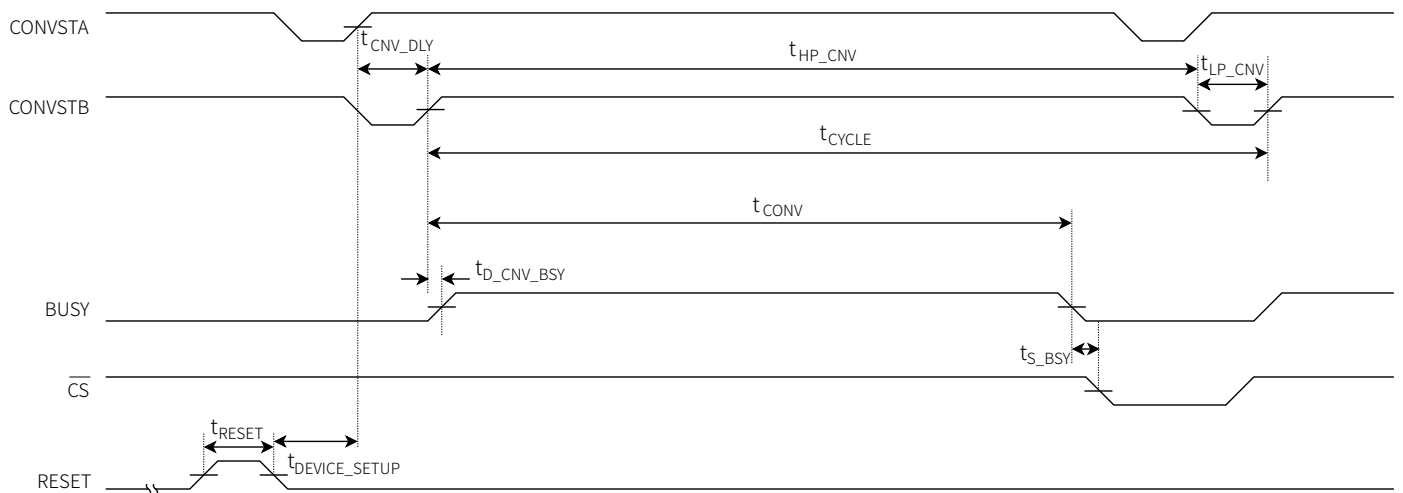 CONVSTA
tCNV_DLY
tHP_CNV
tLP_CNV
CONVSTB
tCYCLE
tCONV
tD_CNV_BSY
BUSY
tS_BSY
CS
tRESET
tDEVICE_SETUP
RESET